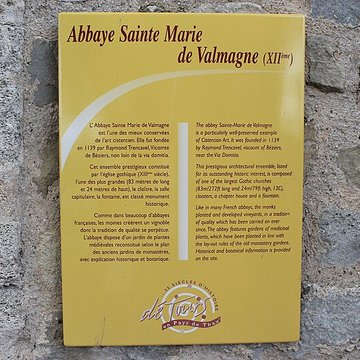 Abbaye Sainte Marie
de Valmagne (XIIème)
L'Abbaye Sainte Marie de Valmagne
est l'une des mieux conservées
de l'art cistercien. Elle fut fondée
en 1139 par Raymond Trencavel, Vicomte
de Béziers, non loin de la via domitia.
Cet ensemble prestigieux constitué
par l'église gothique (XIIIème siècle),
l'une des plus grandes (83 mètres de long
et 24 mètres de haut), le cloître, la salle
capitulaire, la fontaine, est classé monument
historique.
Comme dans beaucoup d'abbayes
françaises, les moines créèrent un vignoble
dont la tradition de qualité se perpétue.
L'abbaye dispose d'un jardin de plantes
médiévales reconstitué selon le plan
des anciens jardins de monastères,
avec explication historique et botanique.
The abbey Sainte-Marie de Valmagne
is a particularly well-preserved example
of Cistercian Art. It was founded in 1139
by Raymond Trencavel, viscount of Beziers,
near the Via Domitia.
This prestigious architectural ensemble, listed
for its outstanding historic interest, is composed
of one of the largest Gothic churches
(83m/272ft long and 24m/79ft high, 13C),
cloisters, a chapter house and a fountain.
Like in many French abbeys, the monks
planted and developed vineyards, in a tradition
of quality which has been carried on ever
since. The abbey features gardens of medicinal
plants, which have been planted in line with
the lay-out rules of the old monastery gardens.
Historical and botanical information is provided
on the site.
25 SIÈCLES D'HISTOIRE
en Pays de Thau